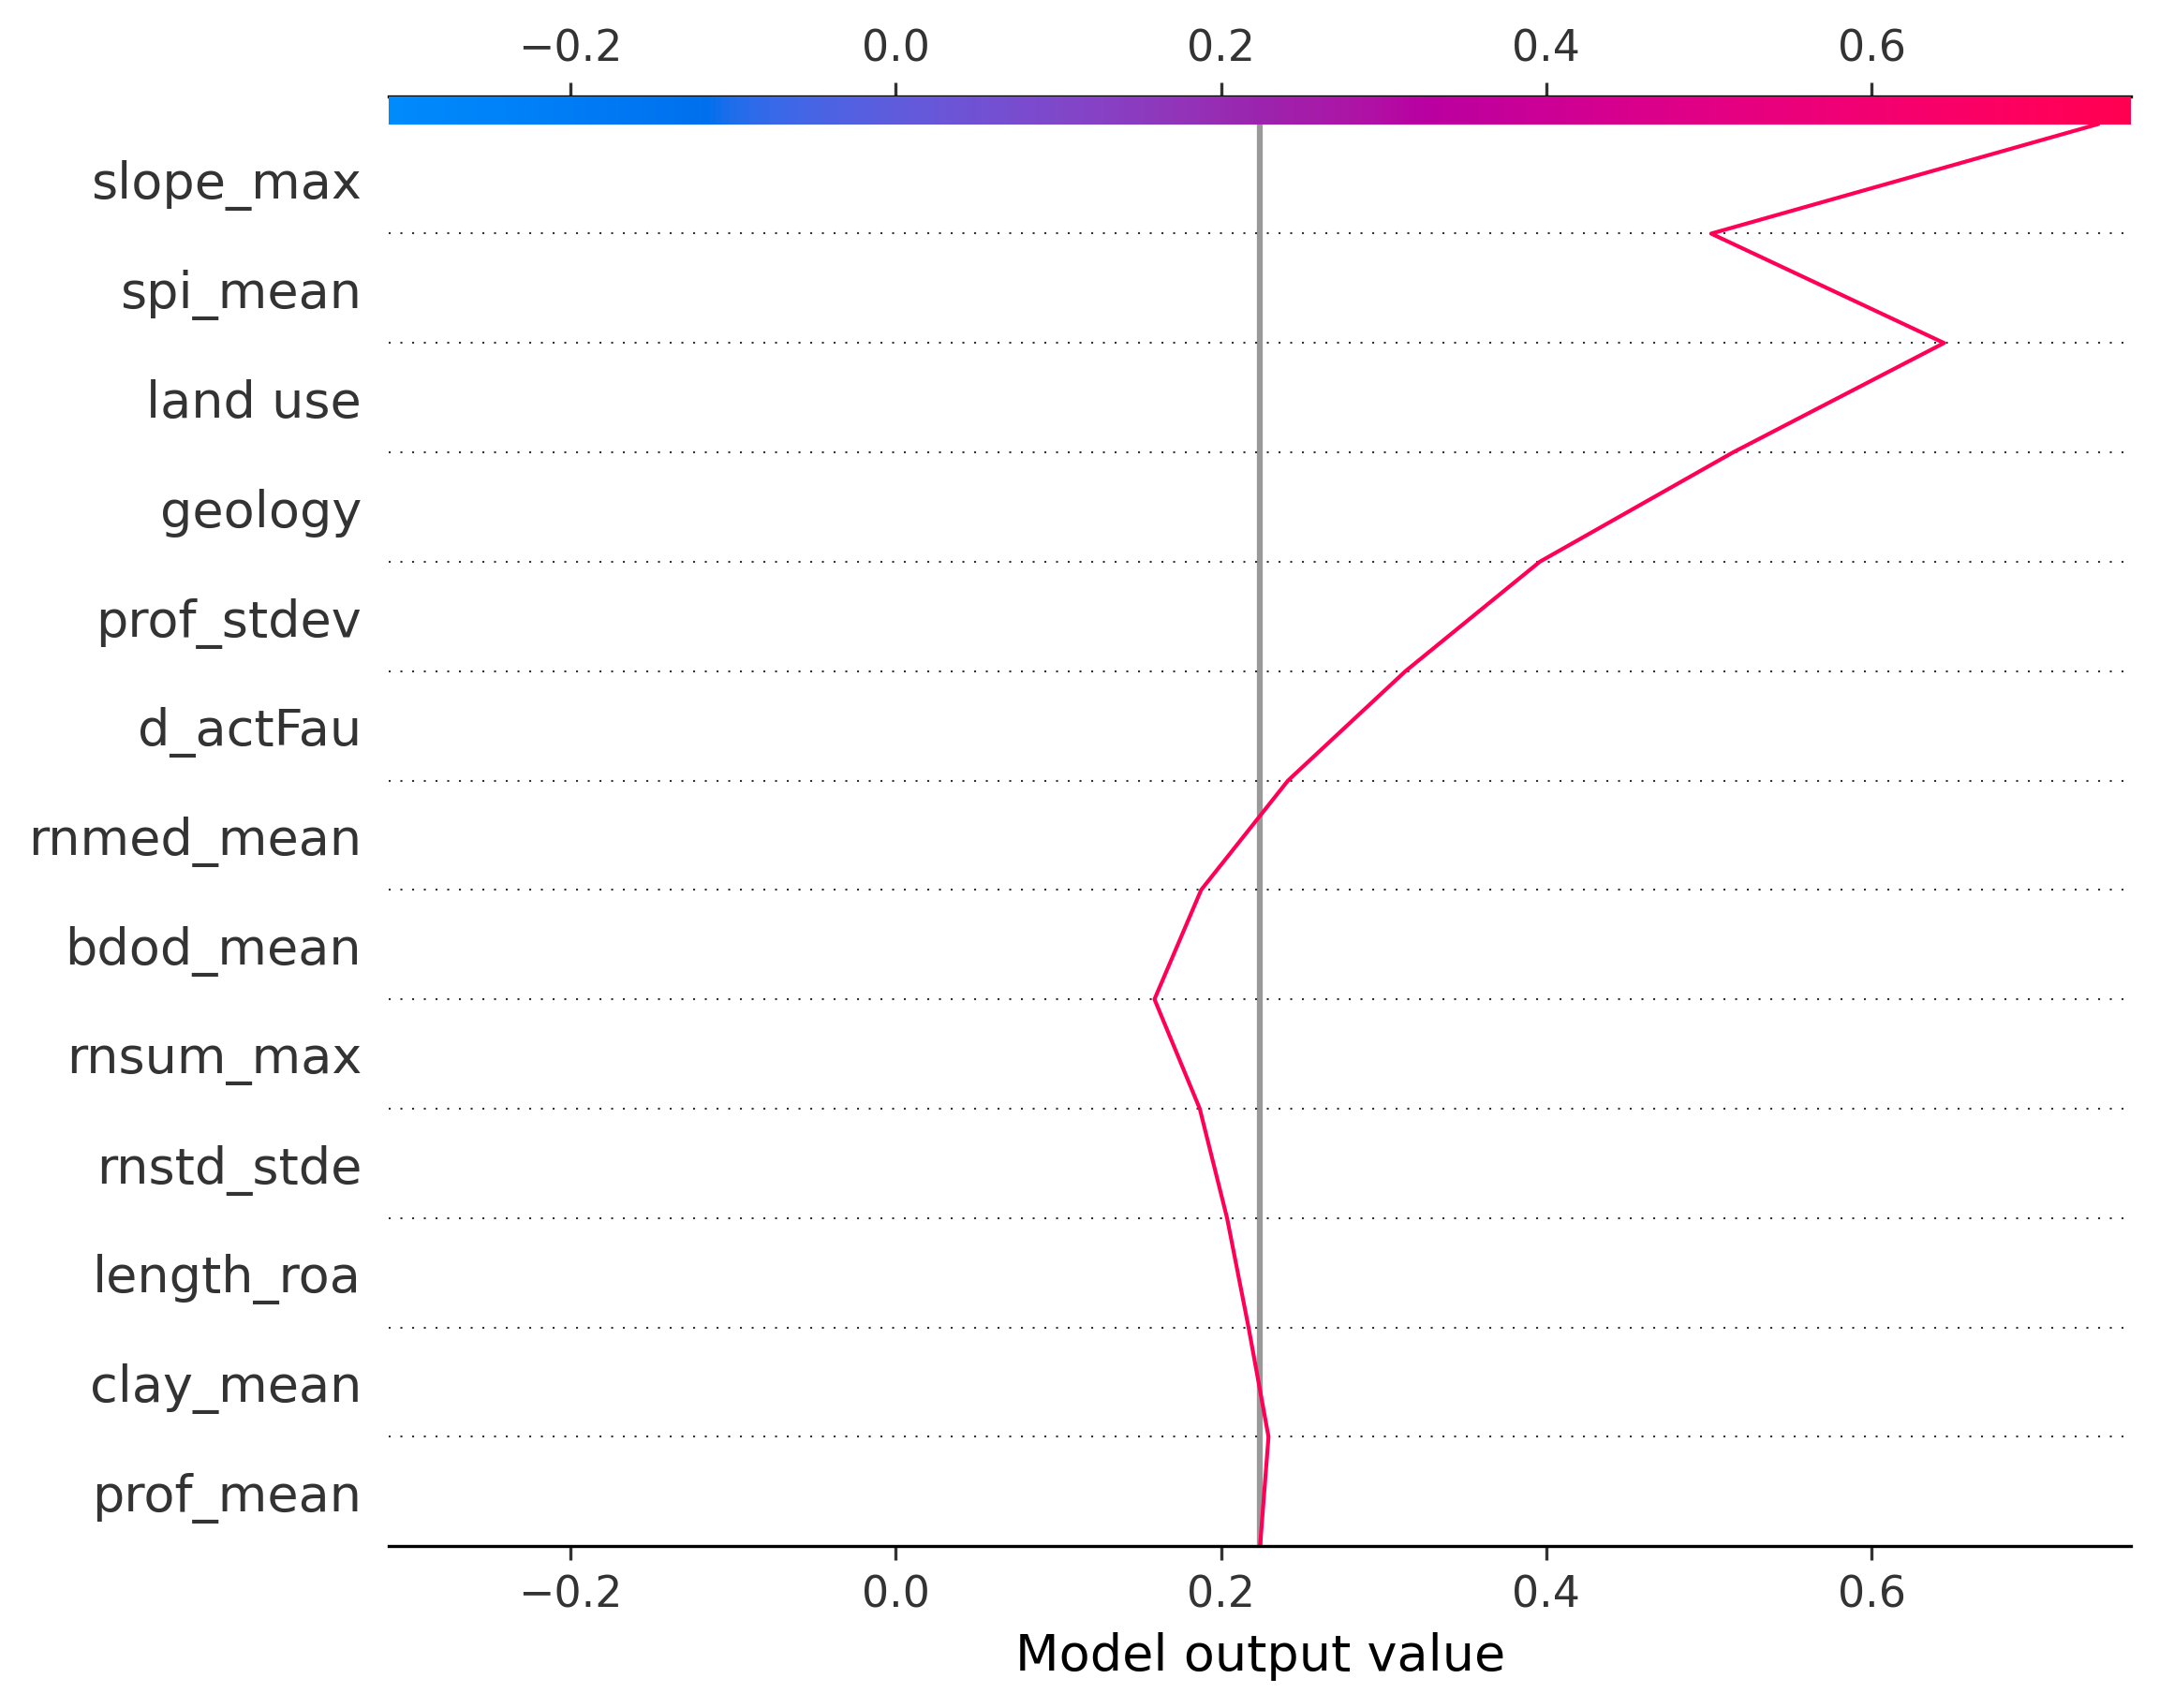 −0.2 0.0 0.2 0.4 0.6
slope_max
spi_mean
land use
geology
prof_stdev
d_actFau
rnmed_mean
bdod_mean
rnsum_max
rnstd_stde
length_roa
clay_mean
prof_mean
−0.2 0.0 0.2 0.4 0.6
Model output value